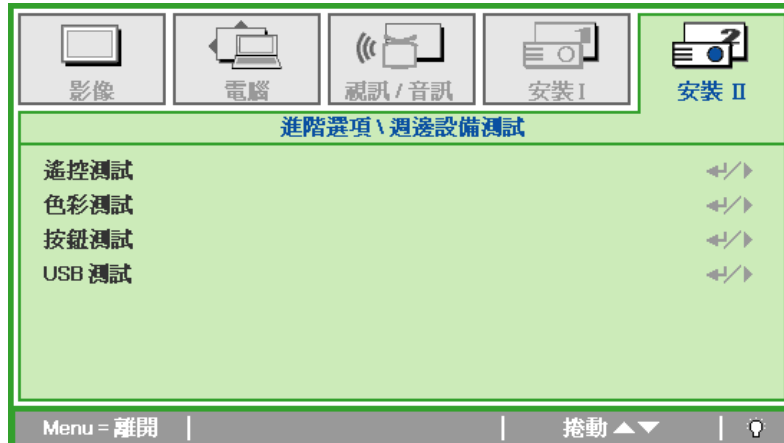 影像
電腦
視訊 / 音訊
安裝 I
安裝 II
進階選項 \ 週邊設備測試
遙控測試
色彩測試
按鈕測試
USB 測試
Menu = 離開
捲動 ▲▼